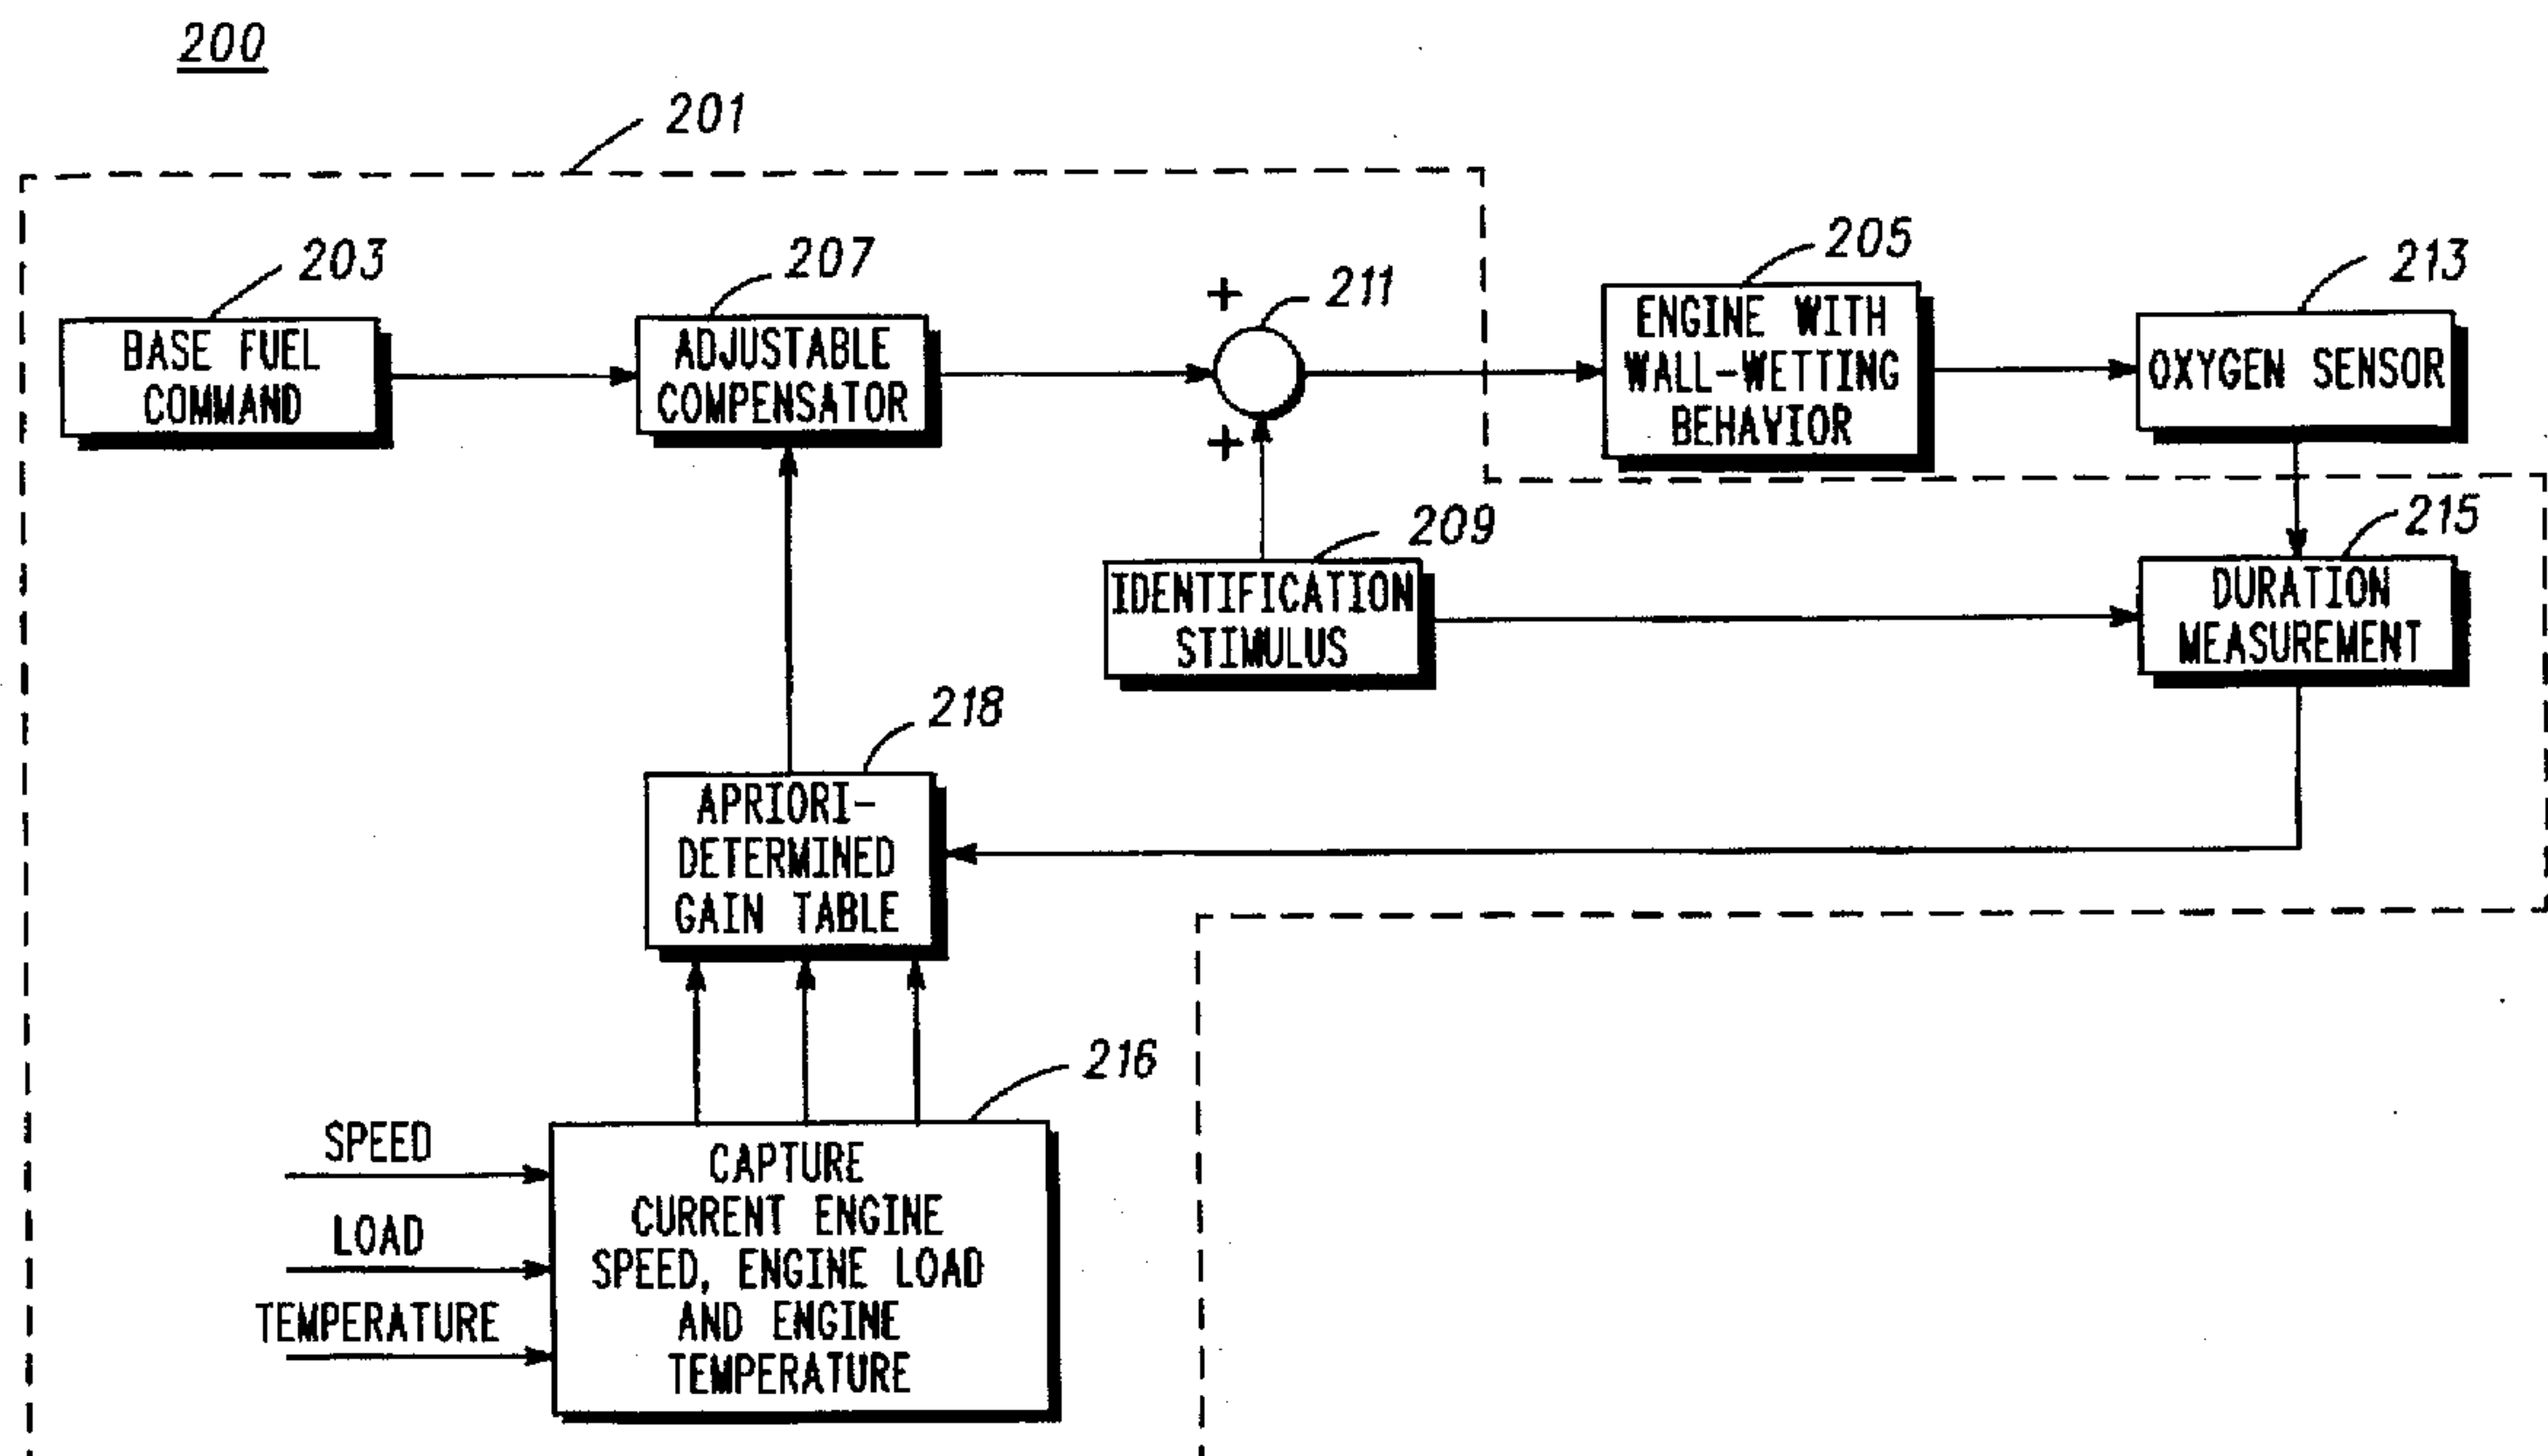 200
201
203
BASE FUEL
COMMAND
207
ADJUSTABLE
COMPENSATOR
+
211
+
205
ENGINE WITH
WALL-WETTING
BEHAVIOR
213
OXYGEN SENSOR
209
IDENTIFICATION
STIMULUS
215
DURATION
MEASUREMENT
218
APRIORI-
DETERMINED
GAIN TABLE
216
SPEED
LOAD
TEMPERATURE
CAPTURE
CURRENT ENGINE
SPEED, ENGINE LOAD
AND ENGINE
TEMPERATURE